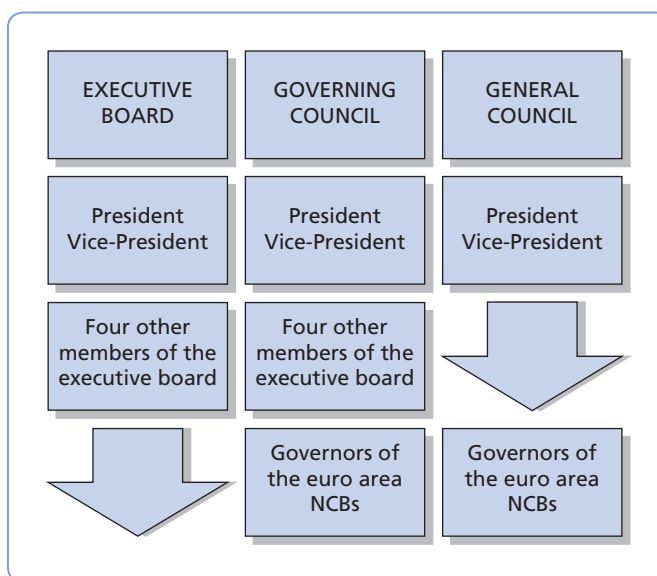 EXECUTIVE
BOARD
GOVERNING
COUNCIL
GENERAL
COUNCIL
President
Vice-President
President
Vice-President
President
Vice-President
Four other
members of the
executive board
Four other
members of the
executive board
Governors of
the euro area
NCBs
Governors of
the euro area
NCBs